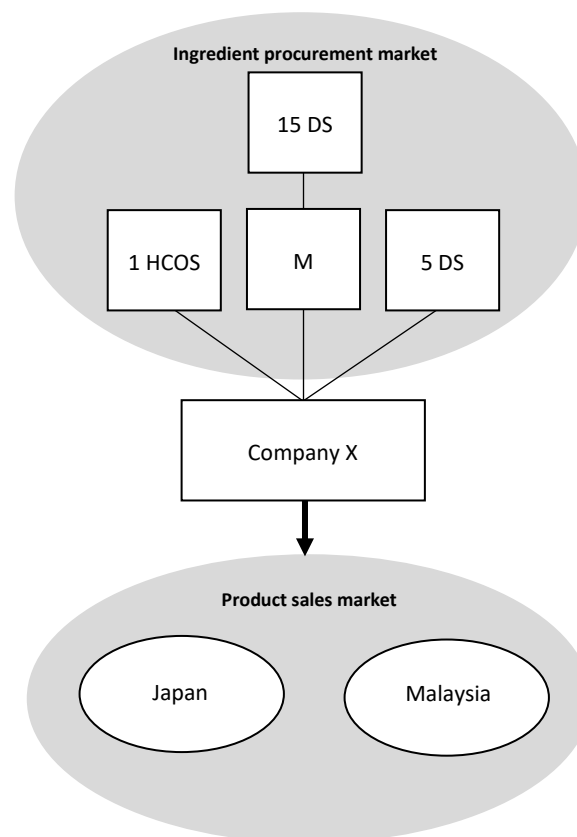 Ingredient procurement market
15 DS
1 HCOS
M
5 DS
Company X
Product sales market
Japan
Malaysia